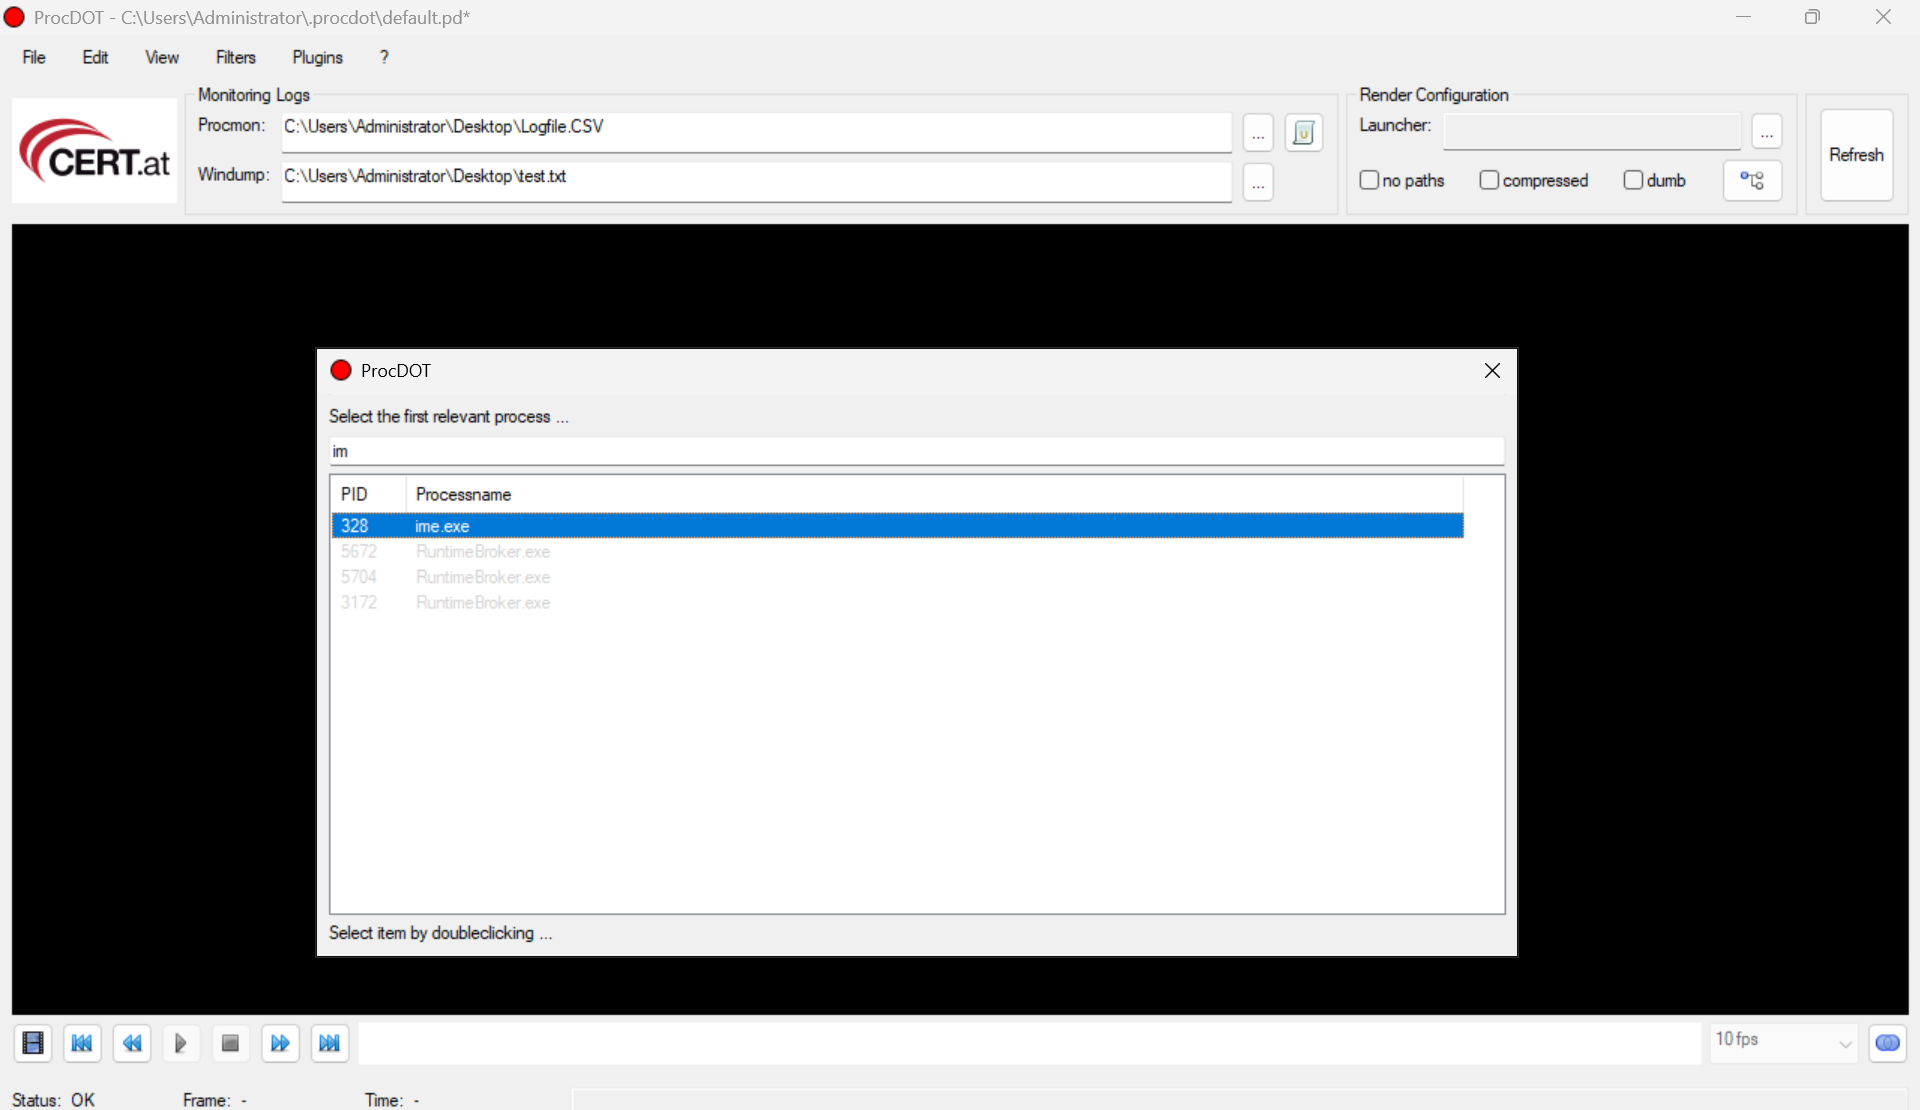 ProcDOT - C:\Users\Administrator\.procdot\default.pd*
File Edit View Filters Plugins ?
CERT.at
Monitoring Logs
Procmon: C:\Users\Administrator\Desktop\Logfile.CSV ...
Windump: C:\Users\Administrator\Desktop\test.txt ...
Render Configuration
Launcher: ...
no paths compressed dumb
Refresh
ProcDOT
Select the first relevant process ...
im
PID Processname
328 ime.exe
5672 RuntimeBroker.exe
5704 RuntimeBroker.exe
3172 RuntimeBroker.exe
Select item by doubleclicking ...
10 fps
Status: OK Frame: - Time: -